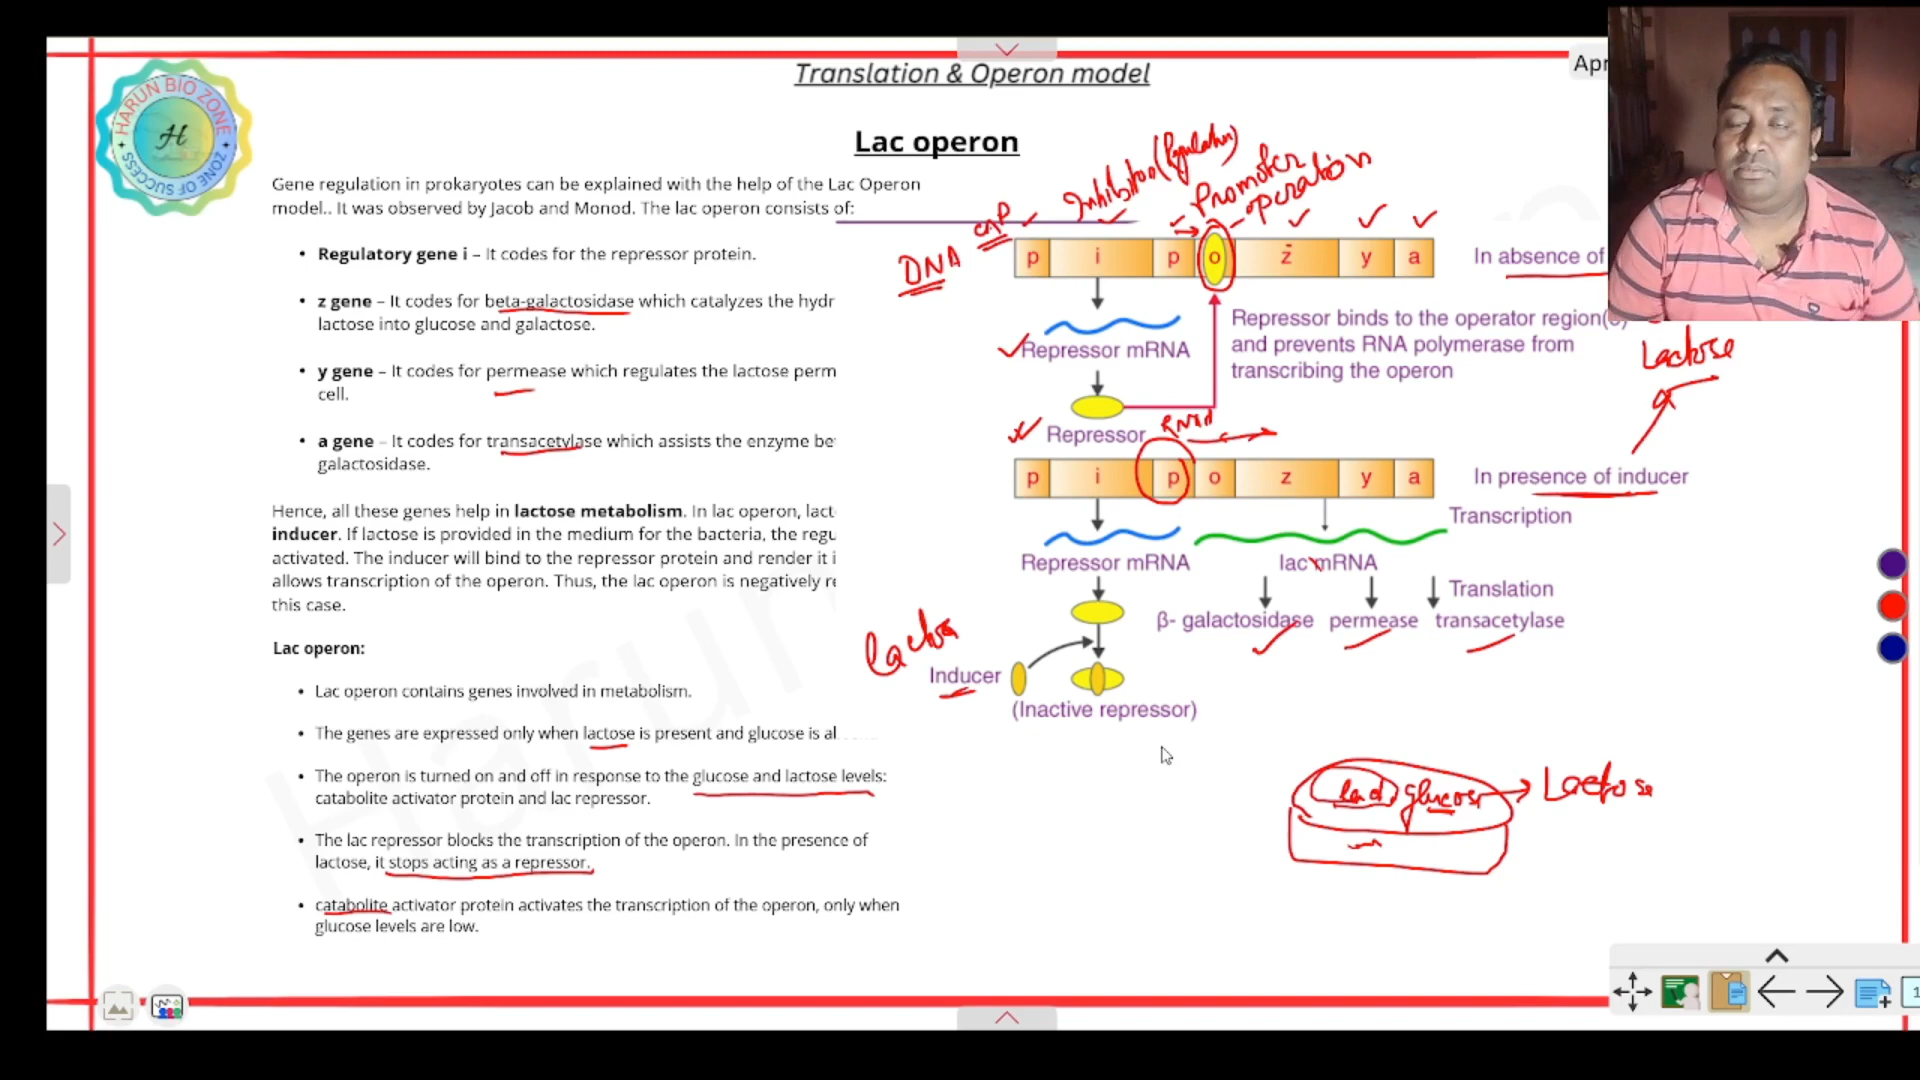 Translation & Operon model
Apr
HARUN BIO ZONE
H
ZONE OF SUCCESS
Lac operon
Gene regulation in prokaryotes can be explained with the help of the Lac Operon
model.. It was observed by Jacob and Monod. The lac operon consists of:
• Regulatory gene i – It codes for the repressor protein.
• z gene – It codes for beta-galactosidase which catalyzes the hydr
lactose into glucose and galactose.
• y gene – It codes for permease which regulates the lactose perm
cell.
• a gene – It codes for transacetylase which assists the enzyme be
galactosidase.
Hence, all these genes help in lactose metabolism. In lac operon, lact
inducer. If lactose is provided in the medium for the bacteria, the regu
activated. The inducer will bind to the repressor protein and render it i
allows transcription of the operon. Thus, the lac operon is negatively re
this case.
Lac operon:
• Lac operon contains genes involved in metabolism.
• The genes are expressed only when lactose is present and glucose is al
• The operon is turned on and off in response to the glucose and lactose levels:
catabolite activator protein and lac repressor.
• The lac repressor blocks the transcription of the operon. In the presence of
lactose, it stops acting as a repressor.
• catabolite activator protein activates the transcription of the operon, only when
glucose levels are low.
DNA
Promoter
operation
p i p o z y a
In absence of
Repressor mRNA
Repressor
Repressor binds to the operator region(o)
and prevents RNA polymerase from
transcribing the operon
Lactose
p i p o z y a
In presence of inducer
Transcription
Repressor mRNA
lac mRNA
Translation
β- galactosidase permease transacetylase
Inducer
(Inactive repressor)
glucose
Lactose
Harun
1